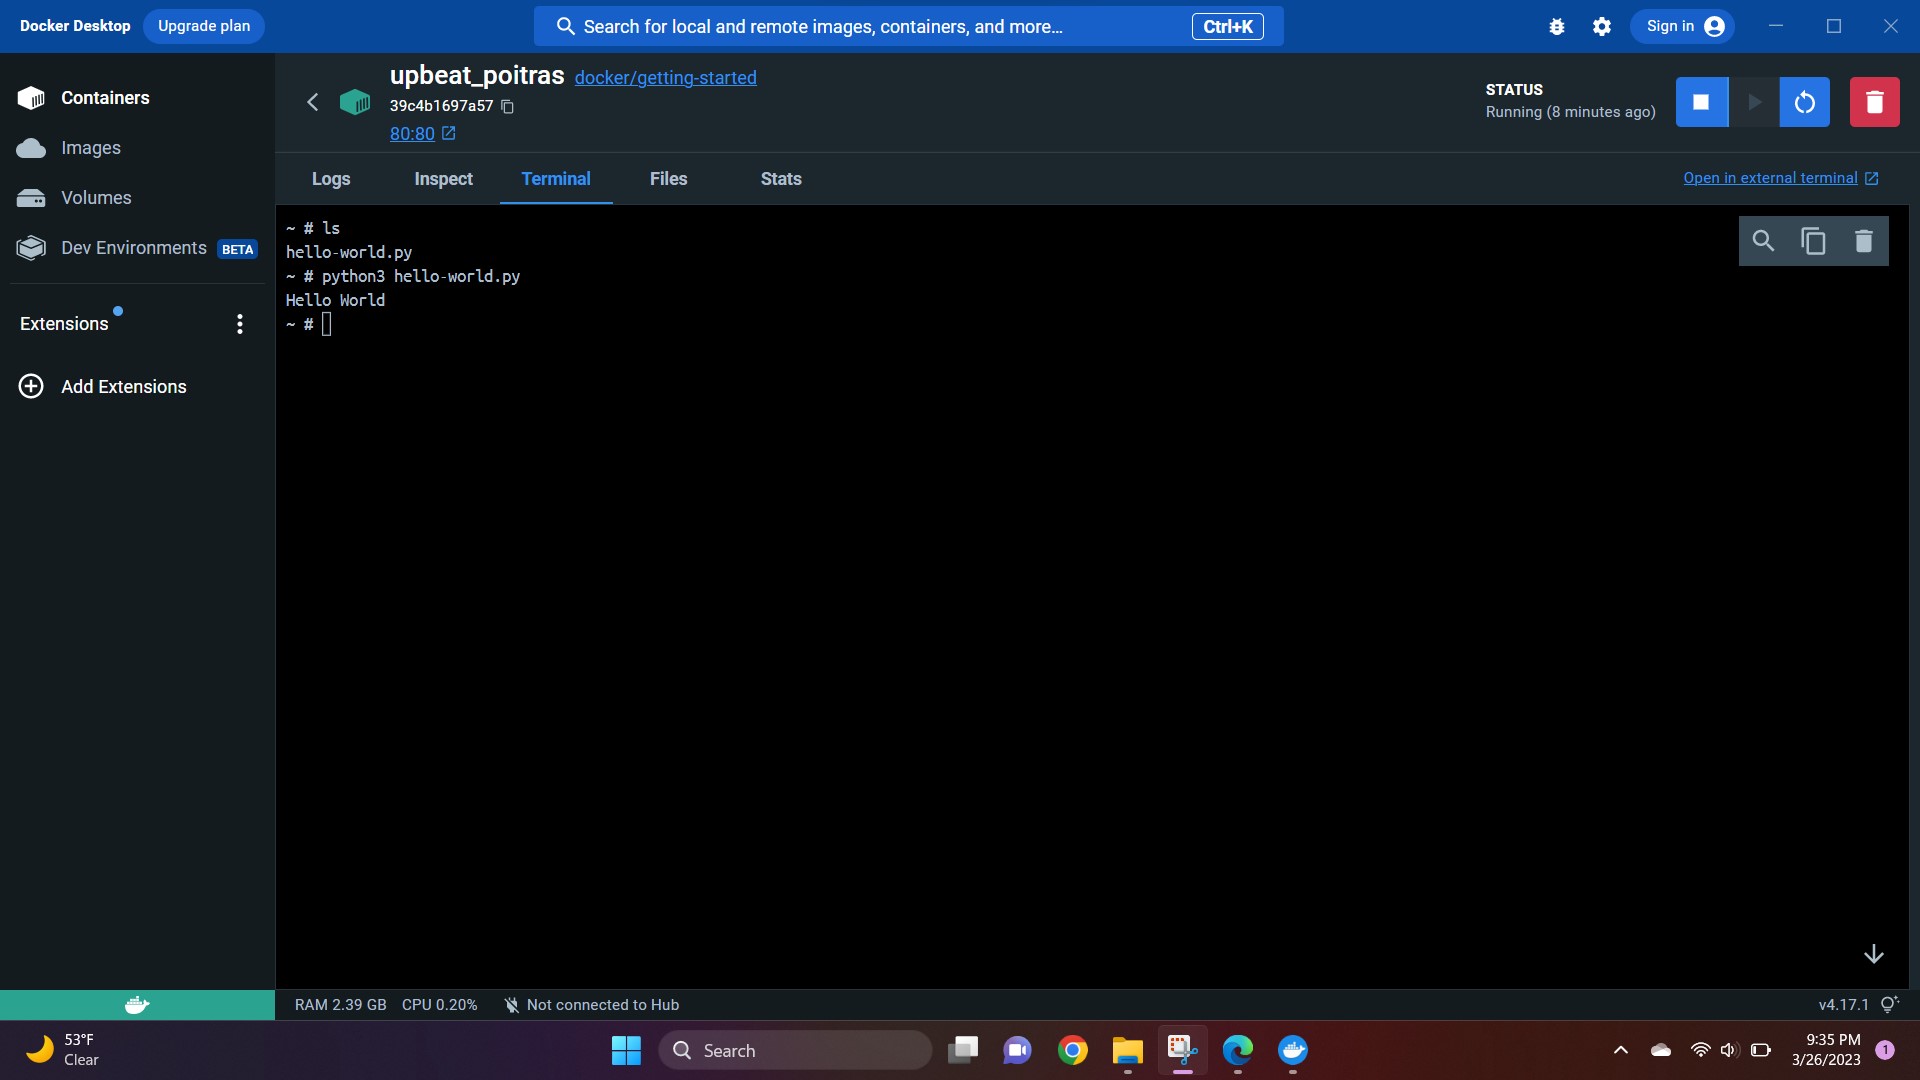 Docker Desktop
Upgrade plan
Search for local and remote images, containers, and more...
Ctrl+K
Sign in
Containers
Images
Volumes
Dev Environments BETA
Extensions
Add Extensions
upbeat_poitras docker/getting-started
39c4b1697a57
80:80
STATUS
Running (8 minutes ago)
Logs Inspect Terminal Files Stats
Open in external terminal
~ # ls
hello-world.py
~ # python3 hello-world.py
Hello World
~ #
RAM 2.39 GB CPU 0.20% Not connected to Hub
v4.17.1
53°F
Clear
Search
9:35 PM
3/26/2023
1